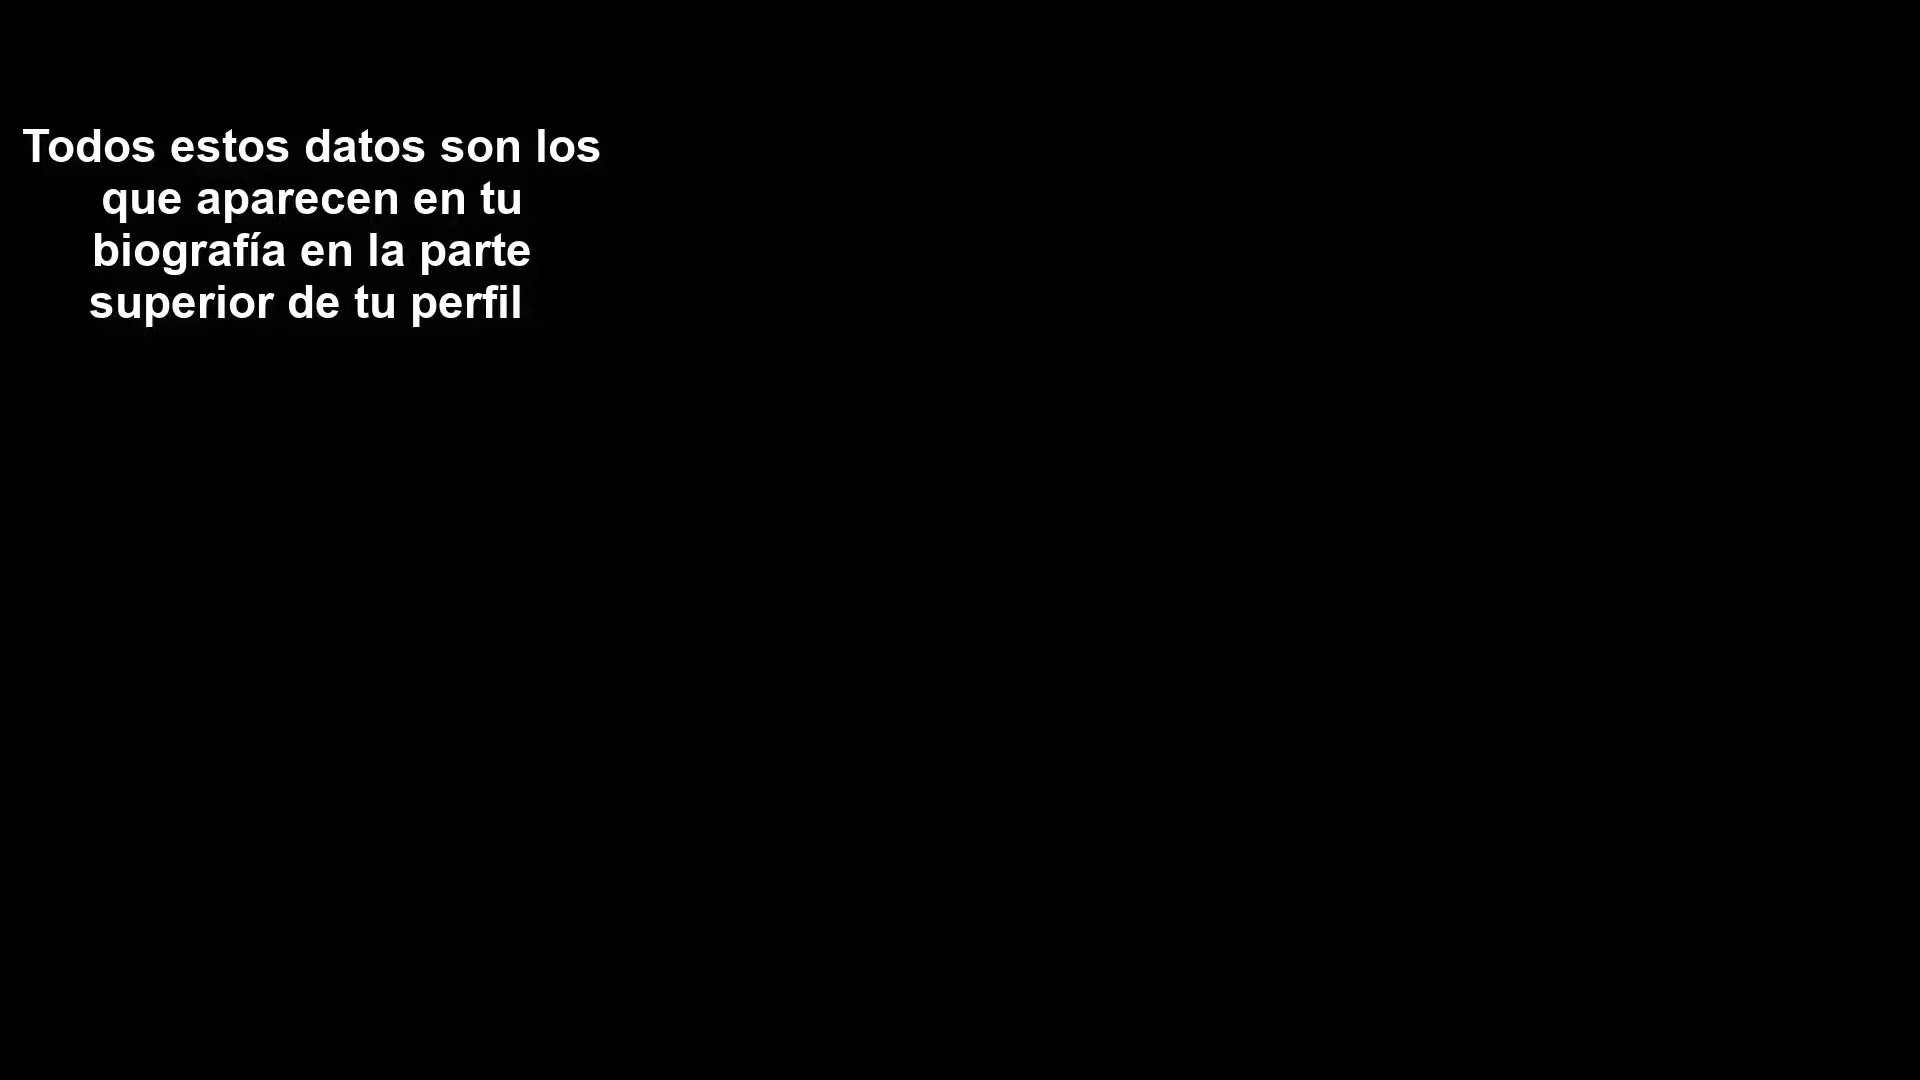 Todos estos datos son los
que aparecen en tu
biografía en la parte
superior de tu perfil